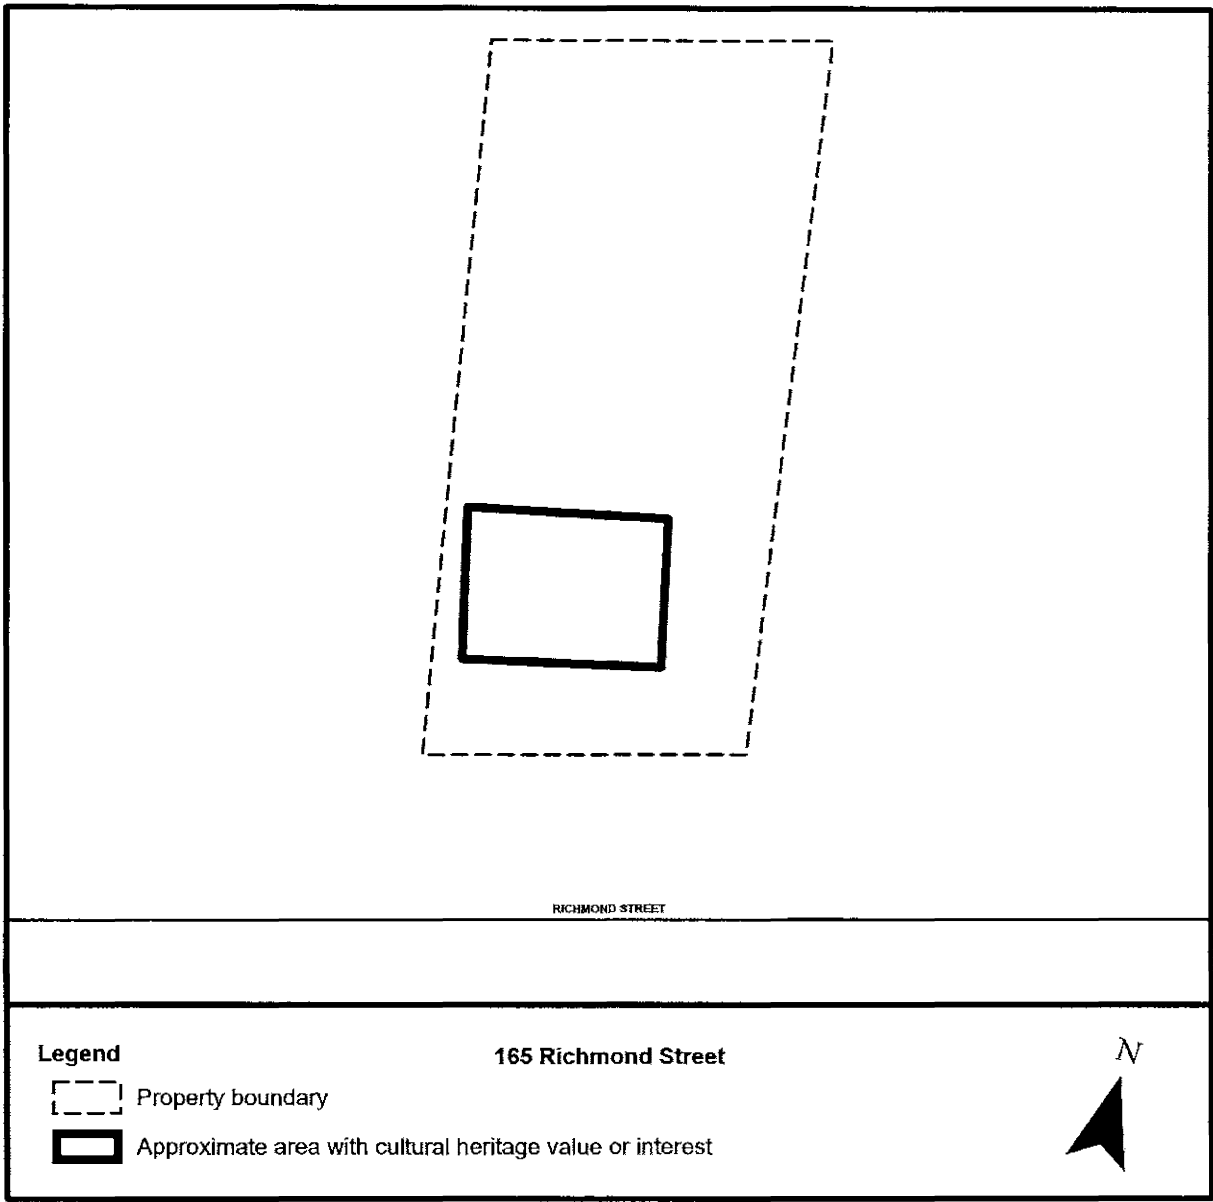 RICHMOND STREET
Legend
165 Richmond Street
N
Property boundary
Approximate area with cultural heritage value or interest